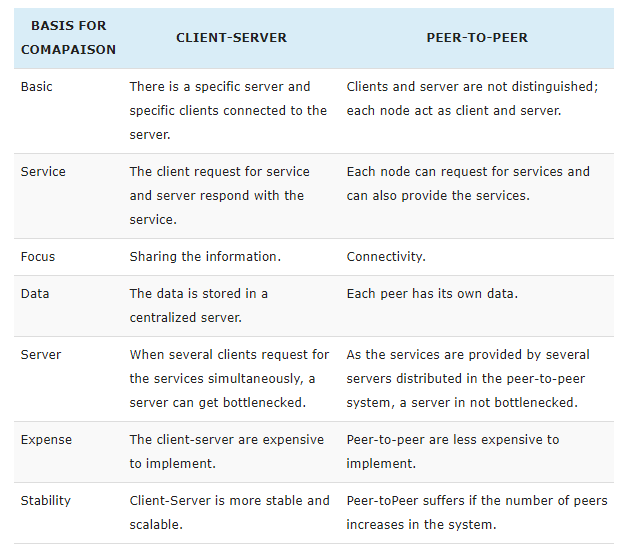 BASIS FOR
COMAPAISON
CLIENT-SERVER
PEER-TO-PEER
Basic
There is a specific server and
specific clients connected to the
server.
Clients and server are not distinguished;
each node act as client and server.
Service
The client request for service
and server respond with the
service.
Each node can request for services and
can also provide the services.
Focus
Sharing the information.
Connectivity.
Data
The data is stored in a
centralized server.
Each peer has its own data.
Server
When several clients request for
the services simultaneously, a
server can get bottlenecked.
As the services are provided by several
servers distributed in the peer-to-peer
system, a server in not bottlenecked.
Expense
The client-server are expensive
to implement.
Peer-to-peer are less expensive to
implement.
Stability
Client-Server is more stable and
scalable.
Peer-toPeer suffers if the number of peers
increases in the system.